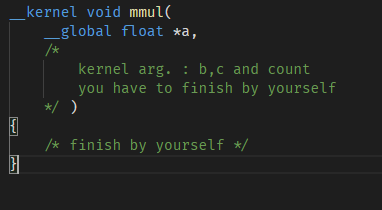 __kernel void mmul(
__global float *a,
/*
kernel arg. : b,c and count
you have to finish by yourself
*/ )
{
/* finish by yourself */
}